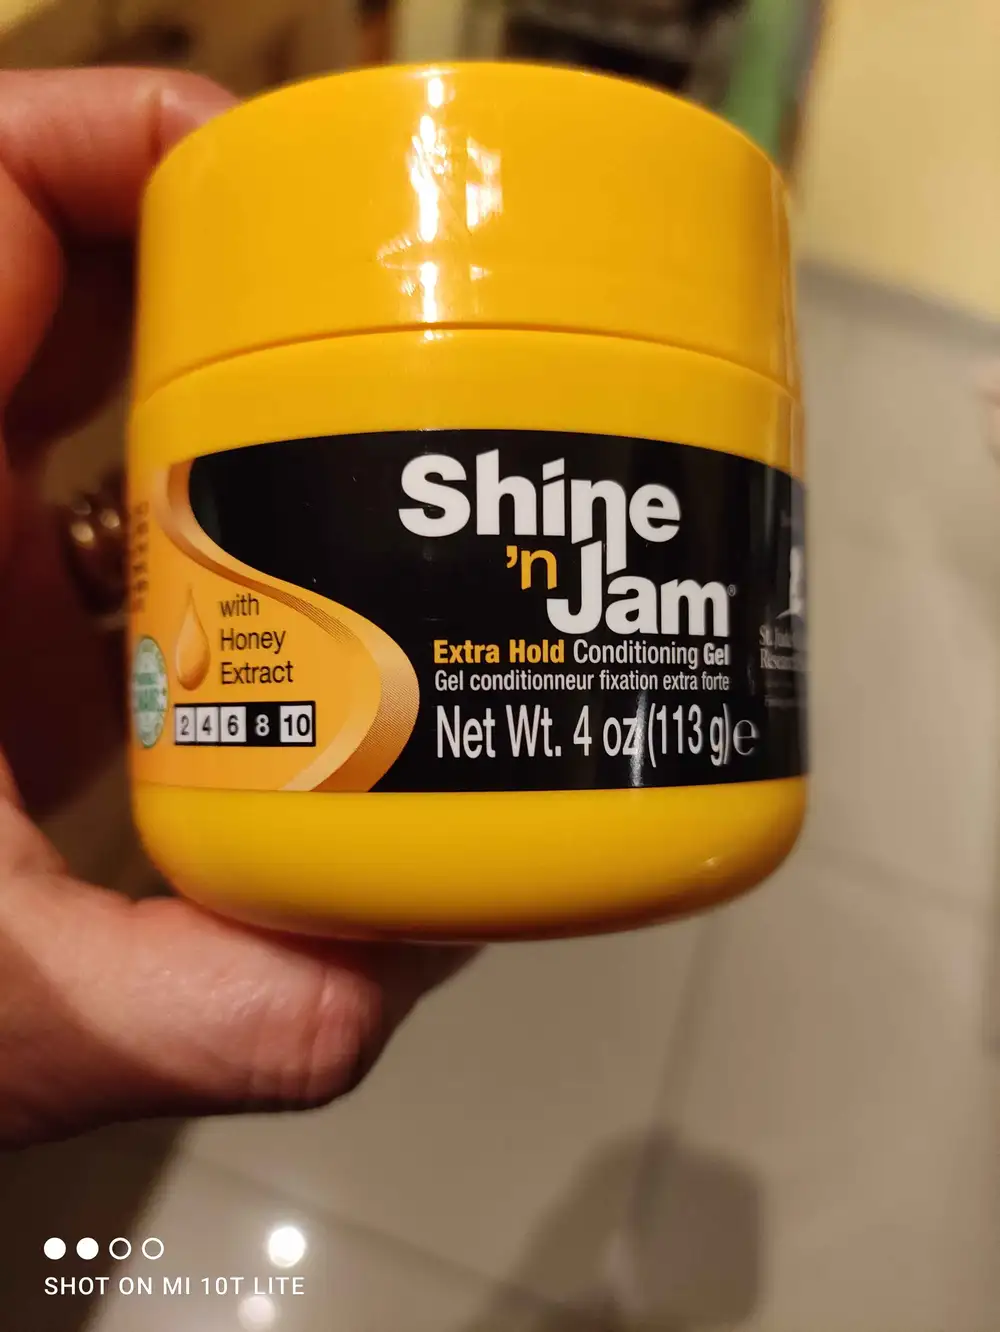 Shine
'n
Jam®
Extra Hold Conditioning Gel
Gel conditionneur fixation extra forte
Net Wt. 4 oz (113 g) e
with
Honey
Extract
2 4 6 8 10
SHOT ON MI 10T LITE